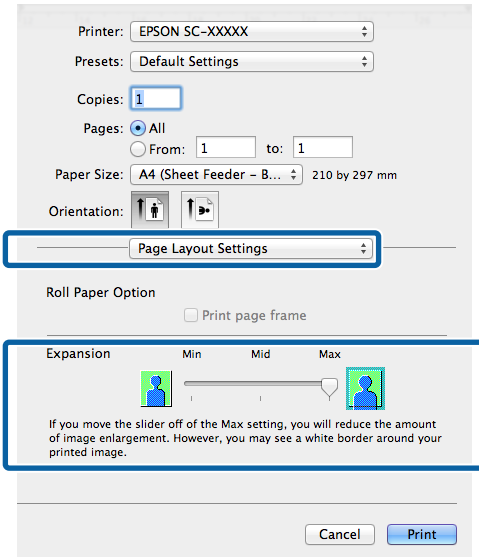 Printer: EPSON SC-XXXXX
Presets: Default Settings
Copies: 1
Pages: All
From: 1 to: 1
Paper Size: A4 (Sheet Feeder - B... 210 by 297 mm
Orientation:
Page Layout Settings
Roll Paper Option
Print page frame
Expansion Min Mid Max
If you move the slider off of the Max setting, you will reduce the amount
of image enlargement. However, you may see a white border around your
printed image.
Cancel Print